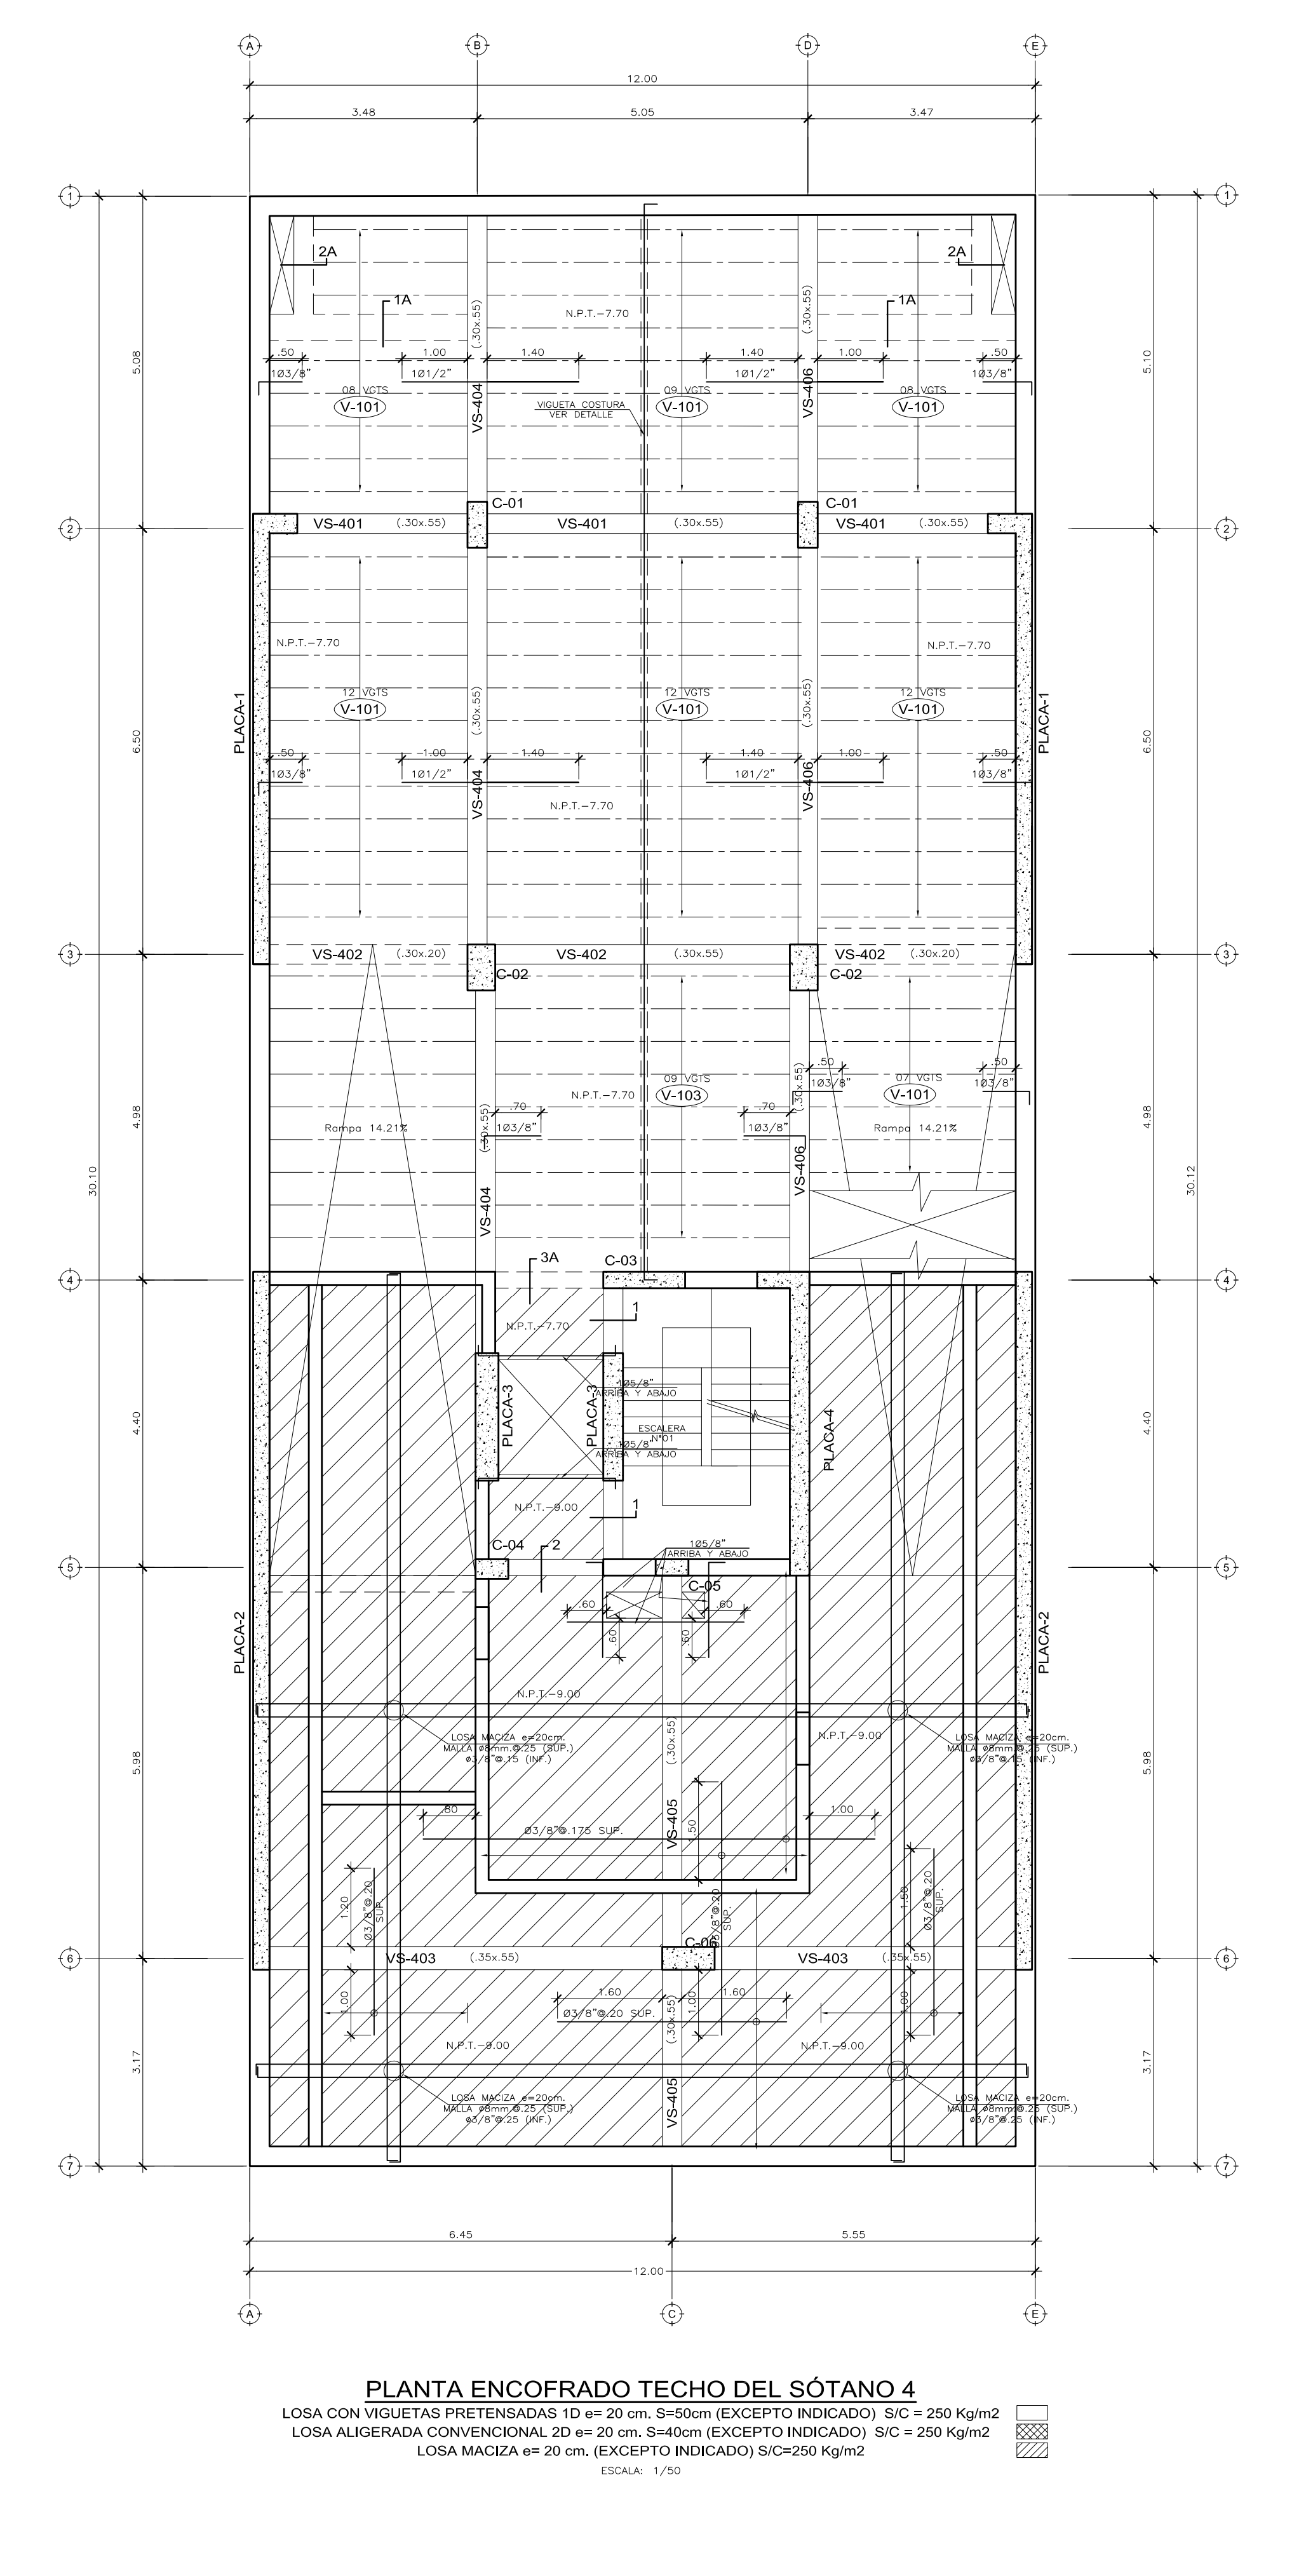 A B D E
12.00
3.48 5.05 3.47
1 1
2A 2A
1A 1A
N.P.T.-7.70
(.30x.55) (.30x.55)
5.08 5.10
.50 1.00 1.40 1.40 1.00 .50
1Ø3/8" 1Ø1/2" 1Ø1/2" 1Ø3/8"
08 VGTS 09 VGTS 08 VGTS
V-101 V-101 V-101
VS-404 VS-406
VIGUETA COSTURA
VER DETALLE
C-01 C-01
2 VS-401 (.30x.55) VS-401 (.30x.55) VS-401 (.30x.55) 2
N.P.T.-7.70 N.P.T.-7.70
12 VGTS 12 VGTS 12 VGTS
V-101 V-101 V-101
(.30x.55) (.30x.55)
PLACA-1 PLACA-1
6.50 6.50
.50 1.00 1.40 1.40 1.00 .50
1Ø3/8" 1Ø1/2" 1Ø1/2" 1Ø3/8"
VS-404 VS-406
N.P.T.-7.70
3 VS-402 (.30x.20) VS-402 (.30x.55) VS-402 (.30x.20) 3
C-02 C-02
.50 .50
1Ø3/8" 1Ø3/8"
09 VGTS 07 VGTS
V-103 V-101
N.P.T.-7.70
.70 .70
1Ø3/8" 1Ø3/8"
(.30x.55) (.30x.55)
Rampa 14.21% Rampa 14.21%
4.98 4.98
VS-404 VS-406
30.10 30.12
3A C-03
4 4
1
N.P.T.-7.70
1Ø5/8"
ARRIBA Y ABAJO
PLACA-3 PLACA-3 PLACA-4
ESCALERA
N°01
1Ø5/8"
ARRIBA Y ABAJO
4.40 4.40
N.P.T.-9.00
1
C-04 2
1Ø5/8"
ARRIBA Y ABAJO
5 5
C-05
.60 .60
.60 .60
PLACA-2 PLACA-2
N.P.T.-9.00
N.P.T.-9.00
LOSA MACIZA e=20cm. LOSA MACIZA e=20cm.
MALLA ø8mm.@.25 (SUP.) MALLA ø8mm.@.25 (SUP.)
ø3/8"@.15 (INF.) ø3/8"@.15 (INF.)
(.30x.55)
5.98 5.98
VS-405
.80 .50 1.00
Ø3/8"@.175 SUP.
1.20 1.50
Ø3/8"@.20 SUP. Ø3/8"@.20 SUP. Ø3/8"@.20 SUP.
C-06
6 VS-403 (.35x.55) VS-403 (.35x.55) 6
1.00 1.60 1.00 1.60 1.00
Ø3/8"@.20 SUP.
(.30x.55)
N.P.T.-9.00 N.P.T.-9.00
3.17 3.17
LOSA MACIZA e=20cm. LOSA MACIZA e=20cm.
MALLA ø8mm.@.25 (SUP.) MALLA ø8mm.@.25 (SUP.)
ø3/8"@.25 (INF.) ø3/8"@.25 (INF.)
VS-405
7 7
6.45 5.55
12.00
A C E
PLANTA ENCOFRADO TECHO DEL SÓTANO 4
LOSA CON VIGUETAS PRETENSADAS 1D e= 20 cm. S=50cm (EXCEPTO INDICADO) S/C = 250 Kg/m2
LOSA ALIGERADA CONVENCIONAL 2D e= 20 cm. S=40cm (EXCEPTO INDICADO) S/C = 250 Kg/m2
LOSA MACIZA e= 20 cm. (EXCEPTO INDICADO) S/C=250 Kg/m2
ESCALA: 1/50